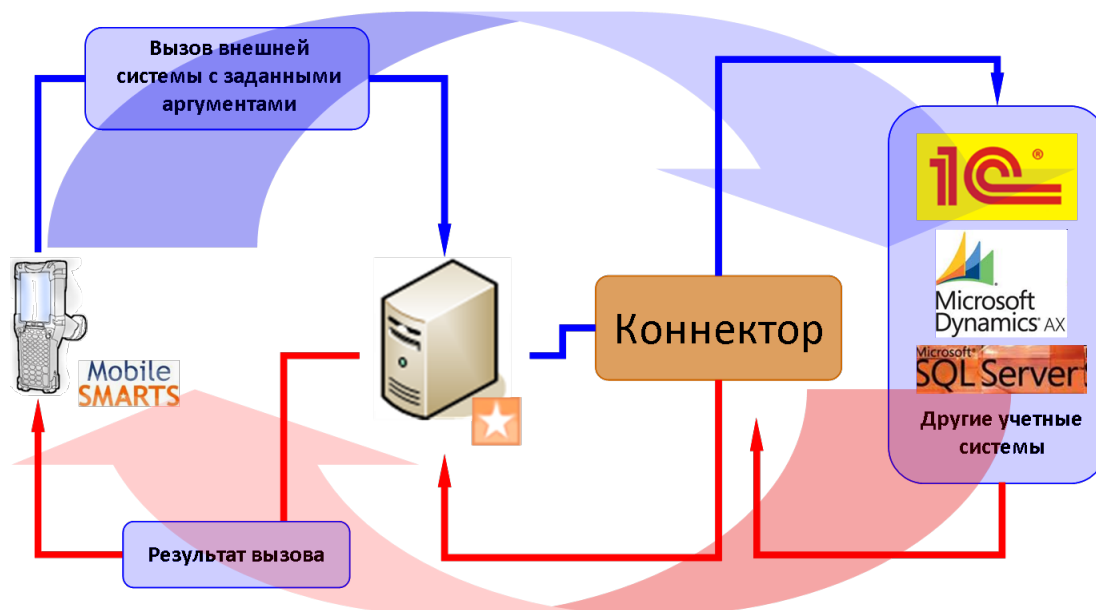 Вызов внешней
системы с заданными
аргументами
1С®
Microsoft
Dynamics® AX
Microsoft®
SQL Server
Другие учетные
системы
Коннектор
Mobile
SMARTS
Результат вызова